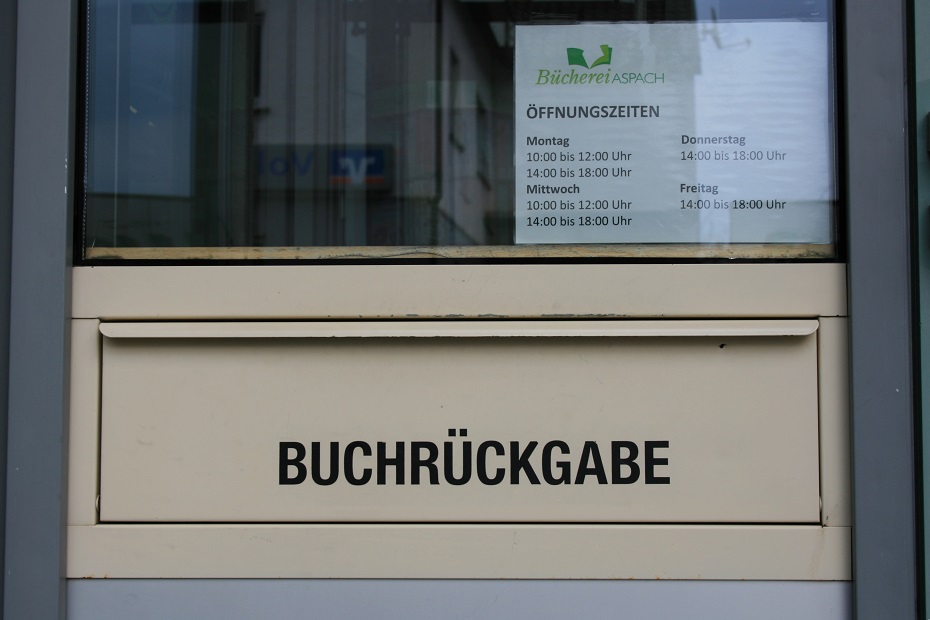 Bücherei ASPACH
ÖFFNUNGSZEITEN
Montag
10:00 bis 12:00 Uhr
14:00 bis 18:00 Uhr
Mittwoch
10:00 bis 12:00 Uhr
14:00 bis 18:00 Uhr
Donnerstag
14:00 bis 18:00 Uhr
Freitag
14:00 bis 18:00 Uhr
BUCHRÜCKGABE